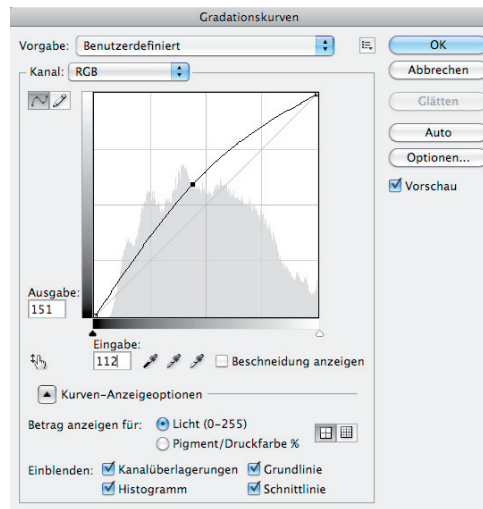 Gradationskurven
Vorgabe: Benutzerdefiniert
OK
Kanal: RGB
Abbrechen
Glätten
Auto
Optionen...
Vorschau
Ausgabe:
151
Eingabe:
112
Beschneidung anzeigen
Kurven-Anzeigeoptionen
Betrag anzeigen für: Licht (0–255)
Pigment/Druckfarbe %
Einblenden: Kanalüberlagerungen Grundlinie
Histogramm Schnittlinie